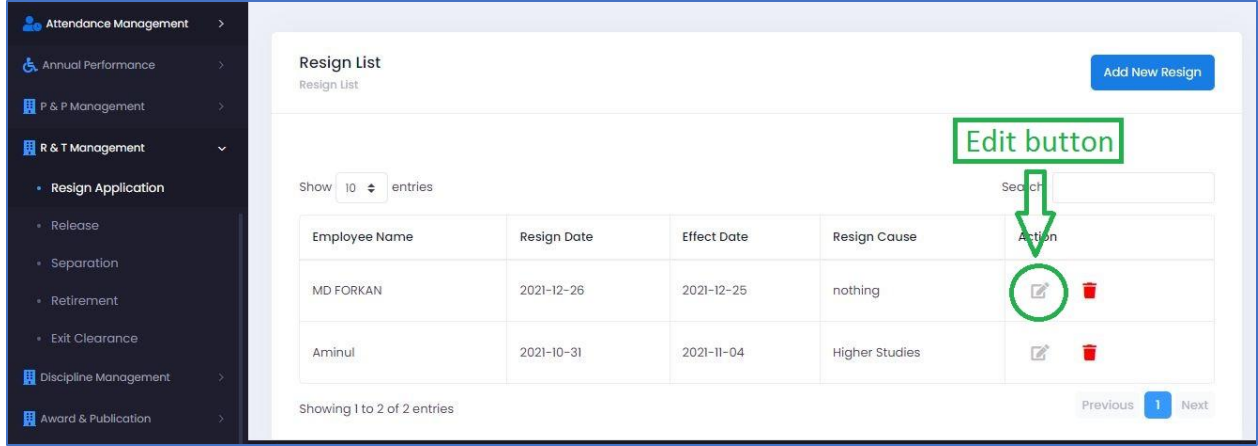 Attendance Management
Annual Performance
P & P Management
R & T Management
Resign Application
Release
Separation
Retirement
Exit Clearance
Discipline Management
Award & Publication
Resign List
Resign List
Add New Resign
Edit button
Show 10 entries
Search
Employee Name Resign Date Effect Date Resign Cause Action
MD FORKAN 2021-12-26 2021-12-25 nothing
Aminul 2021-10-31 2021-11-04 Higher Studies
Showing 1 to 2 of 2 entries
Previous 1 Next